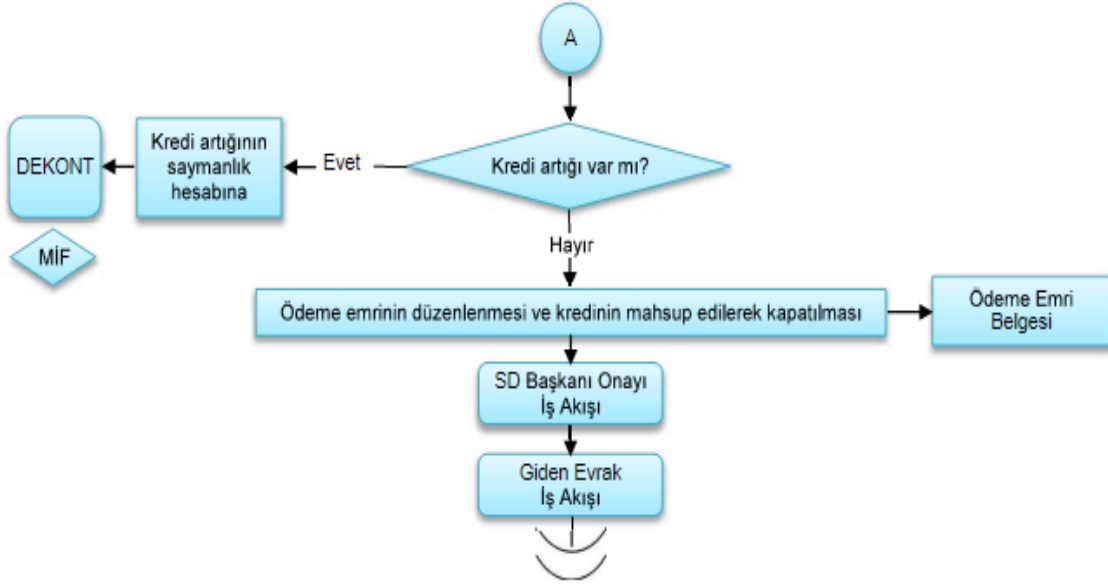 A
Kredi artığı var mı?
Evet
Kredi artığının
saymanlık
hesabına
DEKONT
MİF
Hayır
Ödeme emrinin düzenlenmesi ve kredinin mahsup edilerek kapatılması
Ödeme Emri
Belgesi
SD Başkanı Onayı
İş Akışı
Giden Evrak
İş Akışı